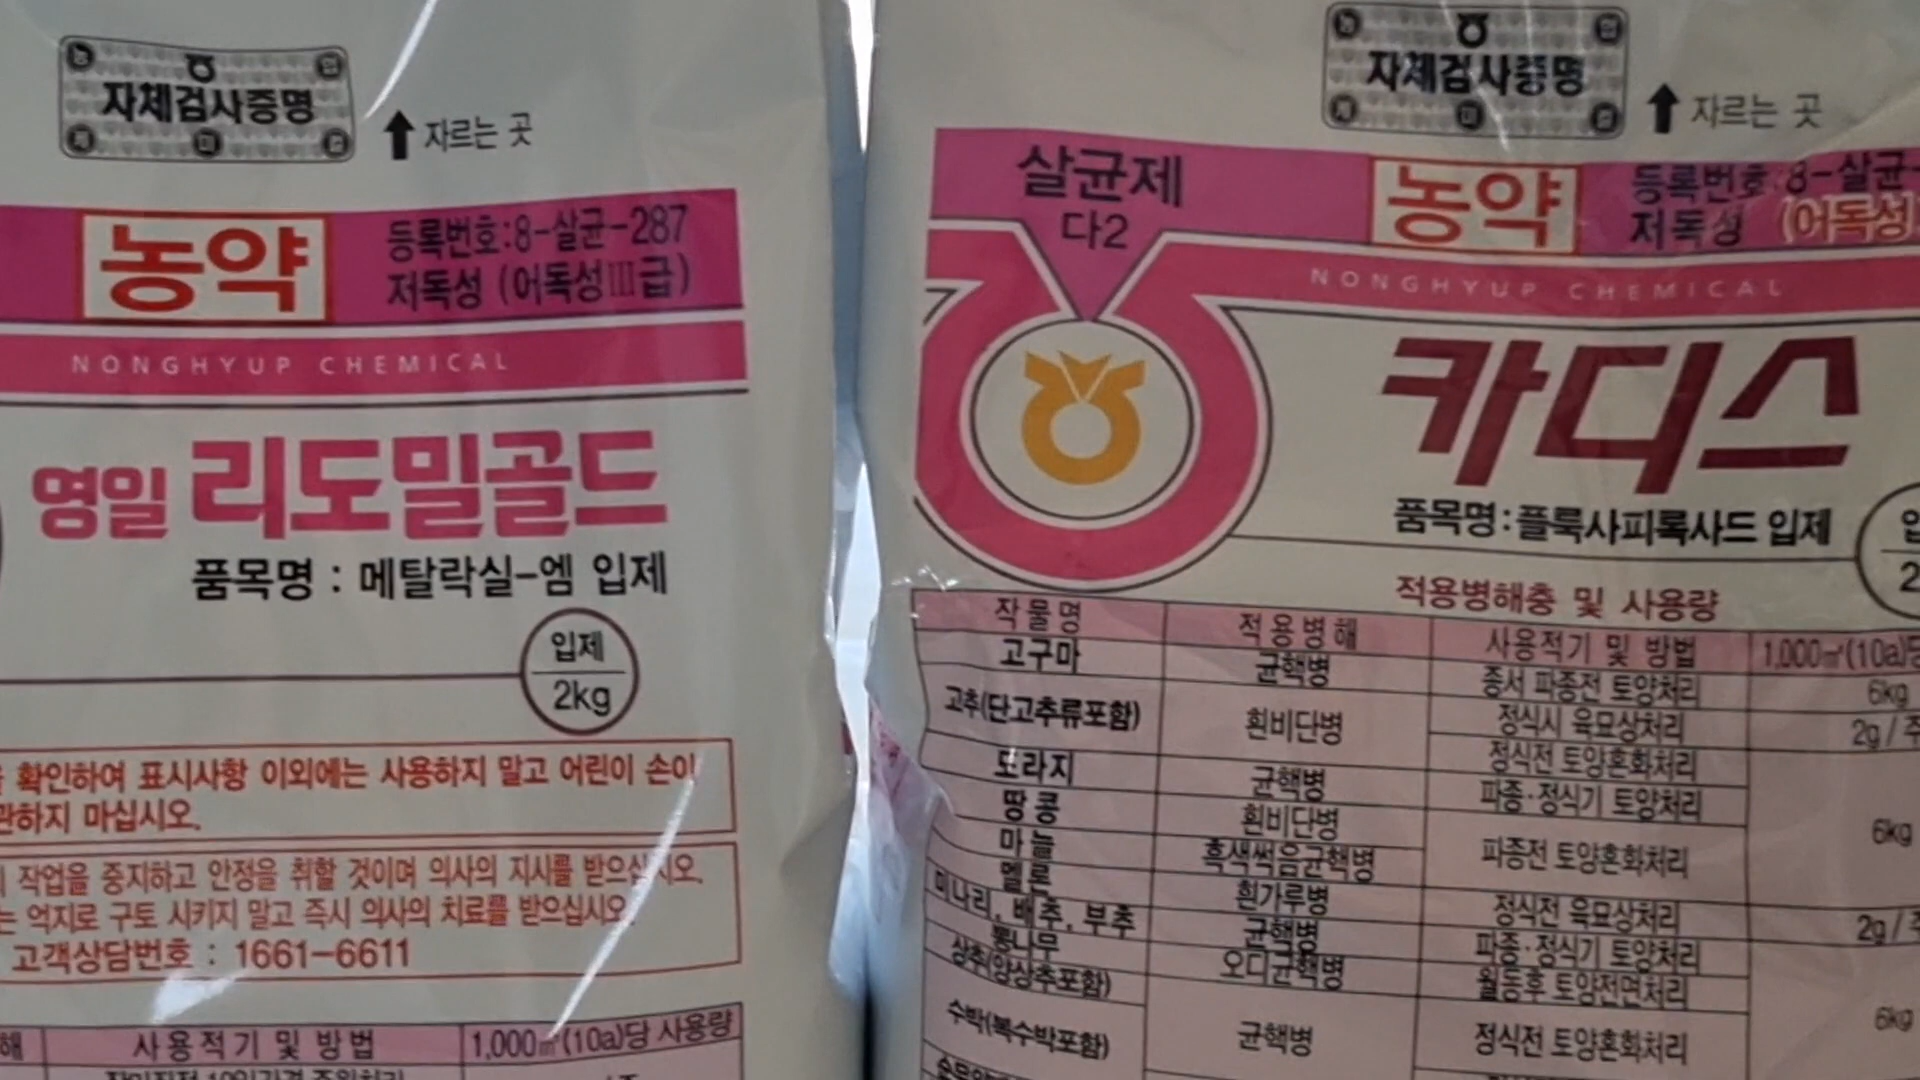 자체검사증명
자르는 곳
농약
등록번호:8-살균-287
저독성 (어독성Ⅲ급)
NONGHYUP CHEMICAL
영일 리도밀골드
품목명 : 메탈락실-엠 입제
입제
2kg
확인하여 표시사항 이외에는 사용하지 말고 어린이 손이
관하지 마십시오.
작업을 중지하고 안정을 취할 것이며 의사의 지시를 받으십시오.
는 억지로 구토 시키지 말고 즉시 의사의 치료를 받으십시오.
고객상담번호 : 1661-6611
해 사용적기 및 방법 1,000㎡(10a)당 사용량
자체검사증명
자르는 곳
살균제
다2
농약
등록번호:8-살균-
저독성 (어독성
NONGHYUP CHEMICAL
카디스
품목명:플룩사피록사드 입제
2
적용병해충 및 사용량
작물명 적용병해 사용적기 및 방법 1,000㎡(10a)당
고구마 균핵병 종서 파종전 토양처리 6kg
고추(단고추류포함) 흰비단병 정식시 육묘상처리 2g / 주
정식전 토양혼화처리
도라지 균핵병 파종·정식기 토양처리
땅콩 흰비단병 파종전 토양혼화처리 6kg
마늘 흑색썩음균핵병
멜론 흰가루병 정식전 육묘상처리 2g / 주
미나리, 배추, 부추 균핵병 파종·정식기 토양처리
뽕나무 오디균핵병 월동후 토양전면처리
상추(양상추포함) 균핵병 정식전 토양혼화처리 6kg
수박(복수박포함)